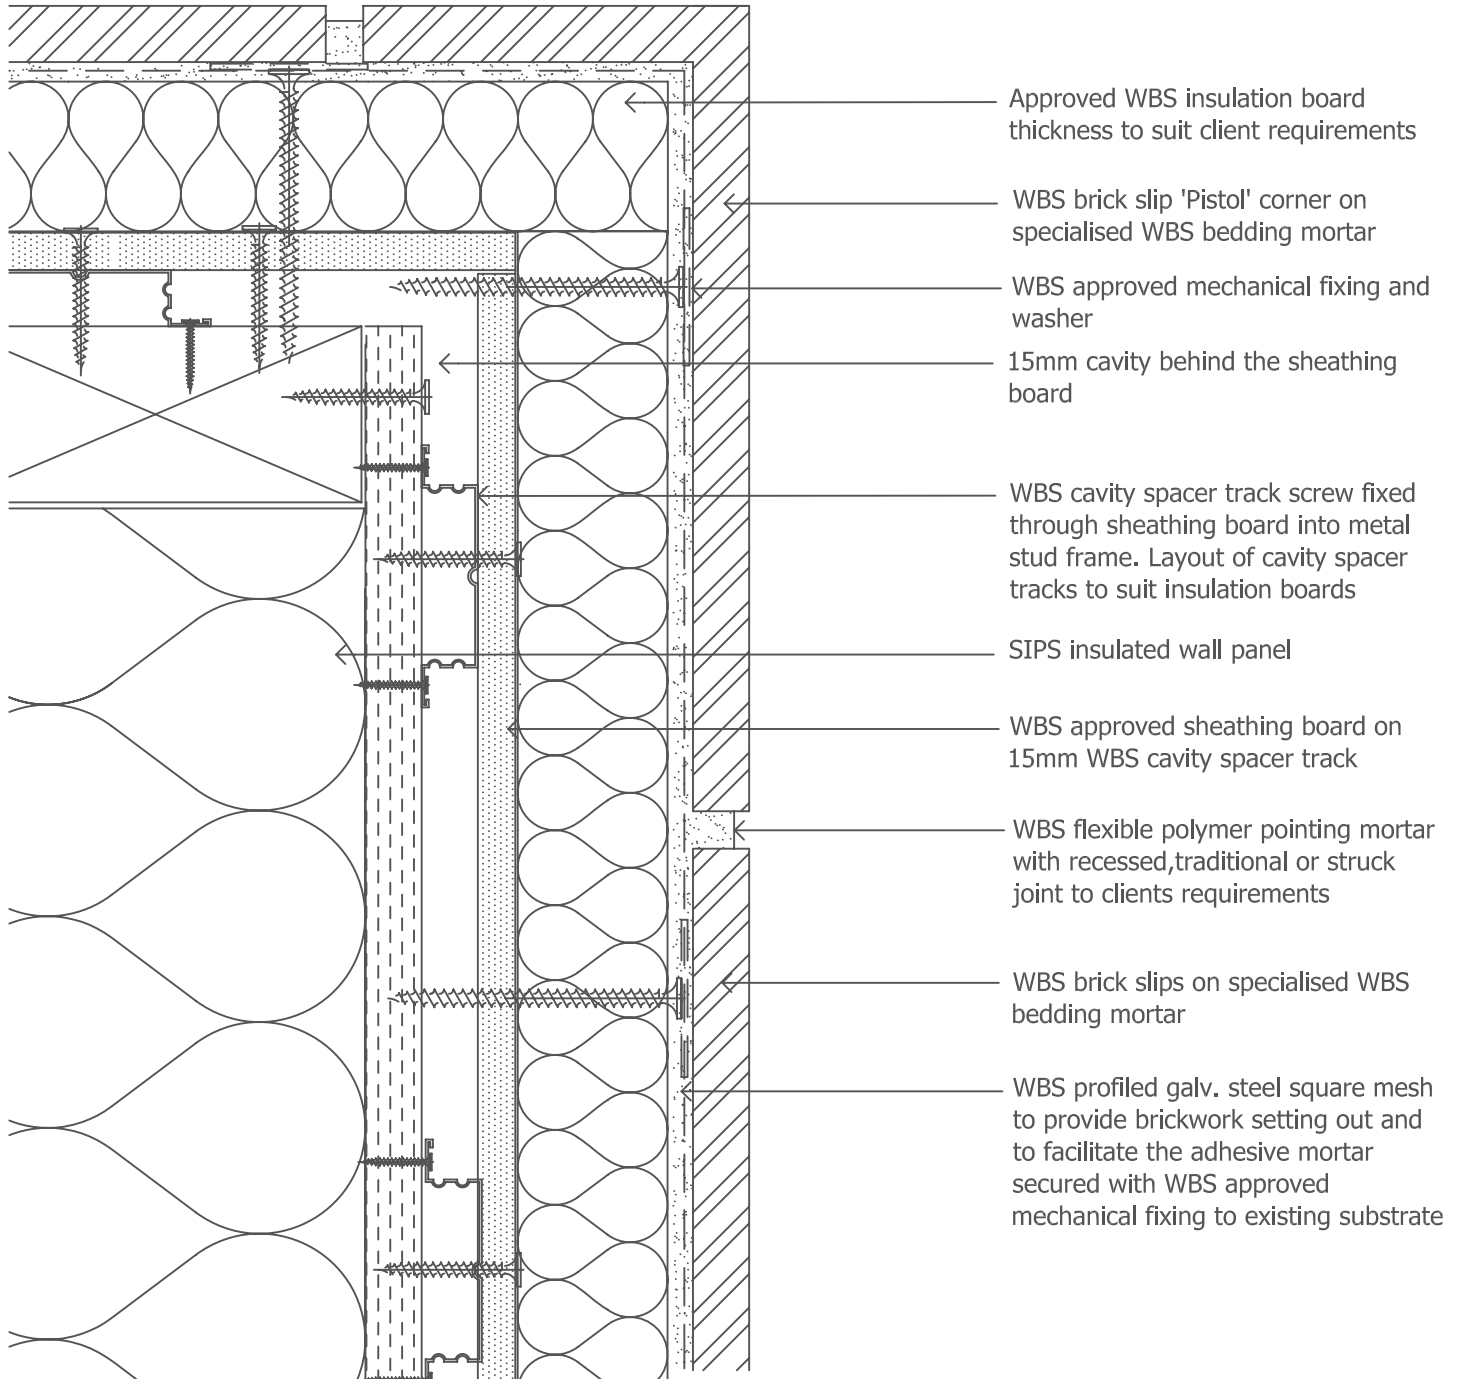 Approved WBS insulation board
thickness to suit client requirements
WBS brick slip 'Pistol' corner on
specialised WBS bedding mortar
WBS approved mechanical fixing and
washer
15mm cavity behind the sheathing
board
WBS cavity spacer track screw fixed
through sheathing board into metal
stud frame. Layout of cavity spacer
tracks to suit insulation boards
SIPS insulated wall panel
WBS approved sheathing board on
15mm WBS cavity spacer track
WBS flexible polymer pointing mortar
with recessed,traditional or struck
joint to clients requirements
WBS brick slips on specialised WBS
bedding mortar
WBS profiled galv. steel square mesh
to provide brickwork setting out and
to facilitate the adhesive mortar
secured with WBS approved
mechanical fixing to existing substrate